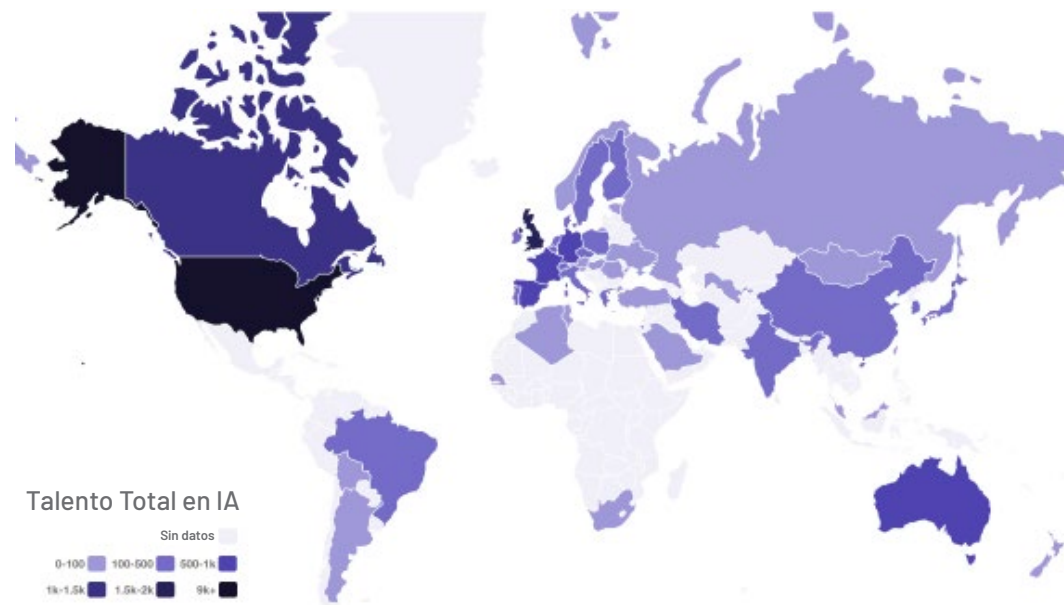 Talento Total en IA
Sin datos
0-100 100-500 500-1k
1k-1.5k 1.5k-2k 9k+